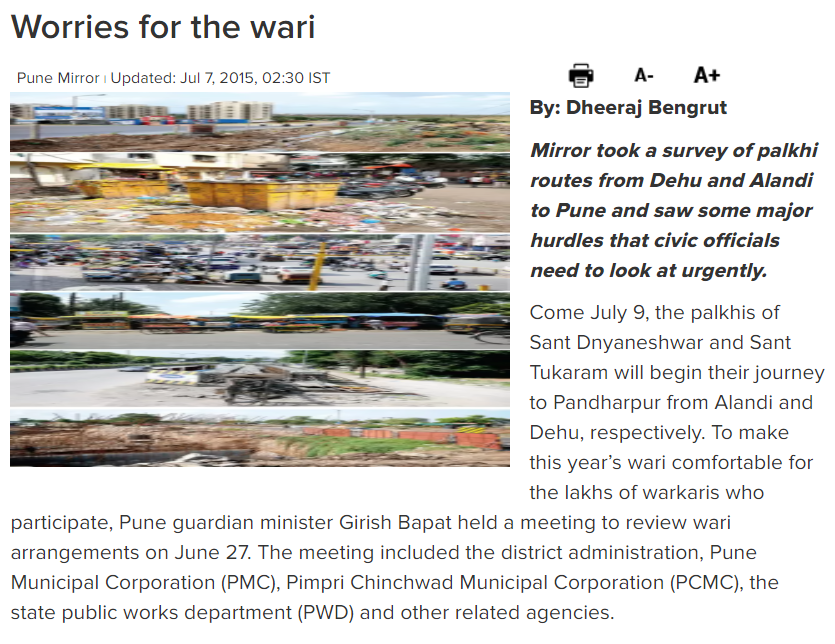 Worries for the wari
Pune Mirror | Updated: Jul 7, 2015, 02:30 IST
A-
A+
By: Dheeraj Bengrut
Mirror took a survey of palkhi
routes from Dehu and Alandi
to Pune and saw some major
hurdles that civic officials
need to look at urgently.
Come July 9, the palkhis of
Sant Dnyaneshwar and Sant
Tukaram will begin their journey
to Pandharpur from Alandi and
Dehu, respectively. To make
this year’s wari comfortable for
the lakhs of warkaris who
participate, Pune guardian minister Girish Bapat held a meeting to review wari
arrangements on June 27. The meeting included the district administration, Pune
Municipal Corporation (PMC), Pimpri Chinchwad Municipal Corporation (PCMC), the
state public works department (PWD) and other related agencies.